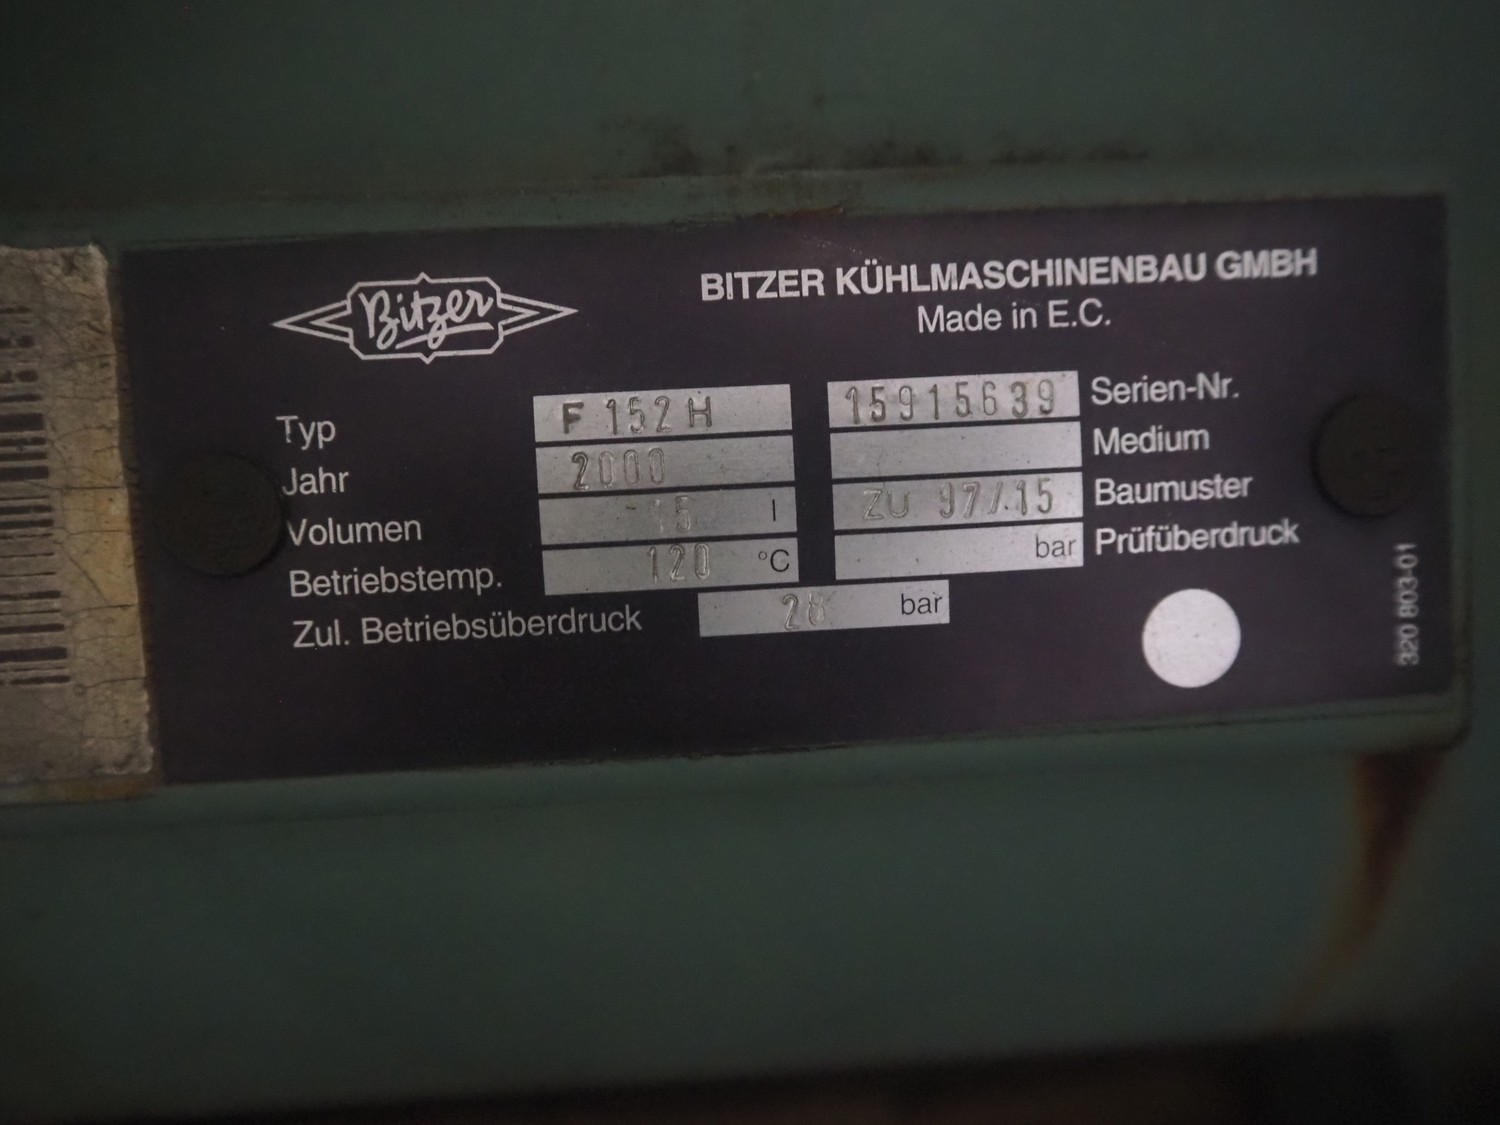 Bitzer
BITZER KÜHLMASCHINENBAU GMBH
Made in E.C.
Typ F 152 H 15915639 Serien-Nr.
Jahr 2000 Medium
Volumen 15 l ZU 97/.15 Baumuster
Betriebstemp. 120 °C bar Prüfüberdruck
Zul. Betriebsüberdruck 28 bar
320 803-01